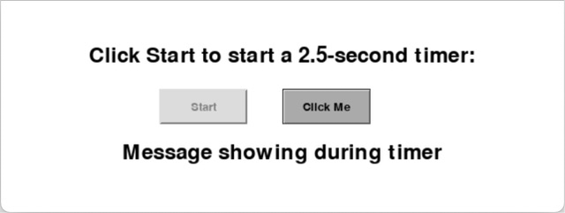 Click Start to start a 2.5-second timer:
Start Click Me
Message showing during timer